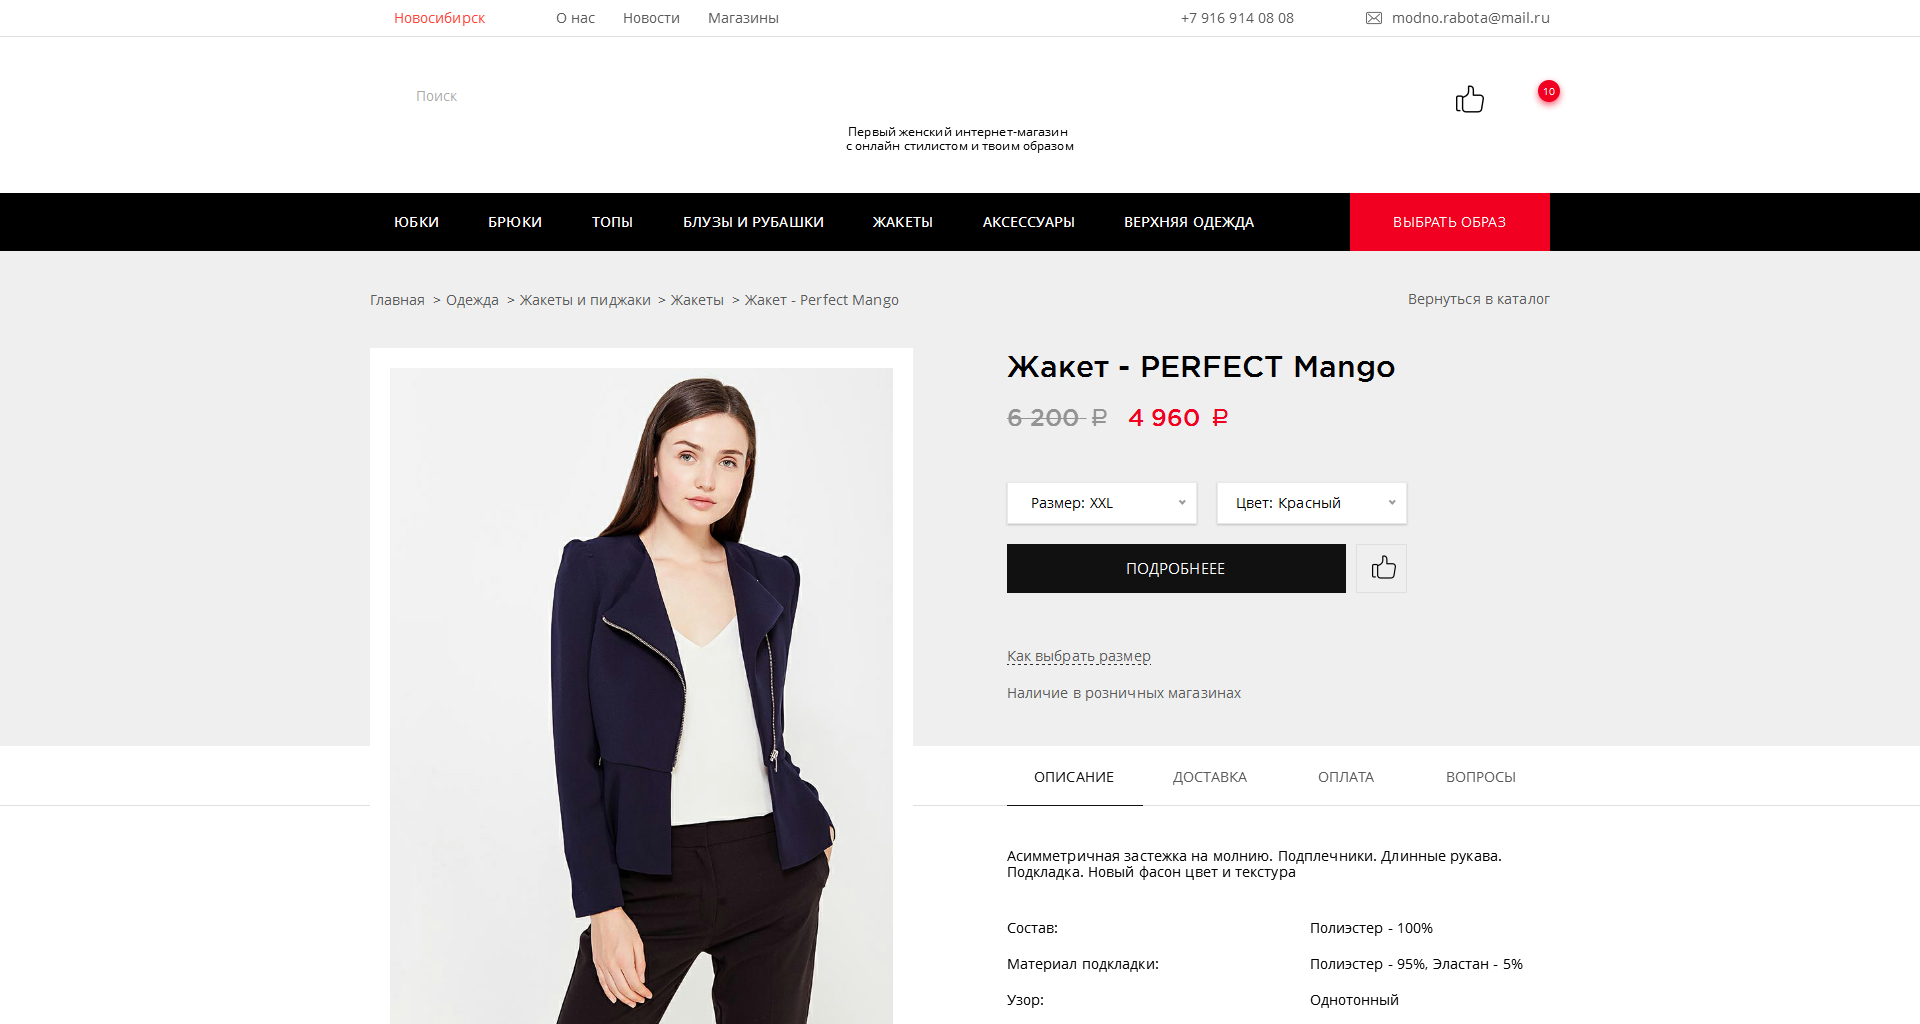 Новосибирск О нас Новости Магазины +7 916 914 08 08 modno.rabota@mail.ru
Поиск
10
Первый женский интернет-магазин
с онлайн стилистом и твоим образом
ЮБКИ БРЮКИ ТОПЫ БЛУЗЫ И РУБАШКИ ЖАКЕТЫ АКСЕССУАРЫ ВЕРХНЯЯ ОДЕЖДА ВЫБРАТЬ ОБРАЗ
Главная > Одежда > Жакеты и пиджаки > Жакеты > Жакет - Perfect Mango Вернуться в каталог
Жакет - PERFECT Mango
6 200 ₽ 4 960 ₽
Размер: XXL Цвет: Красный
ПОДРОБНЕЕЕ
Как выбрать размер
Наличие в розничных магазинах
ОПИСАНИЕ ДОСТАВКА ОПЛАТА ВОПРОСЫ
Асимметричная застежка на молнию. Подплечники. Длинные рукава.
Подкладка. Новый фасон цвет и текстура
Состав: Полиэстер - 100%
Материал подкладки: Полиэстер - 95%, Эластан - 5%
Узор: Однотонный